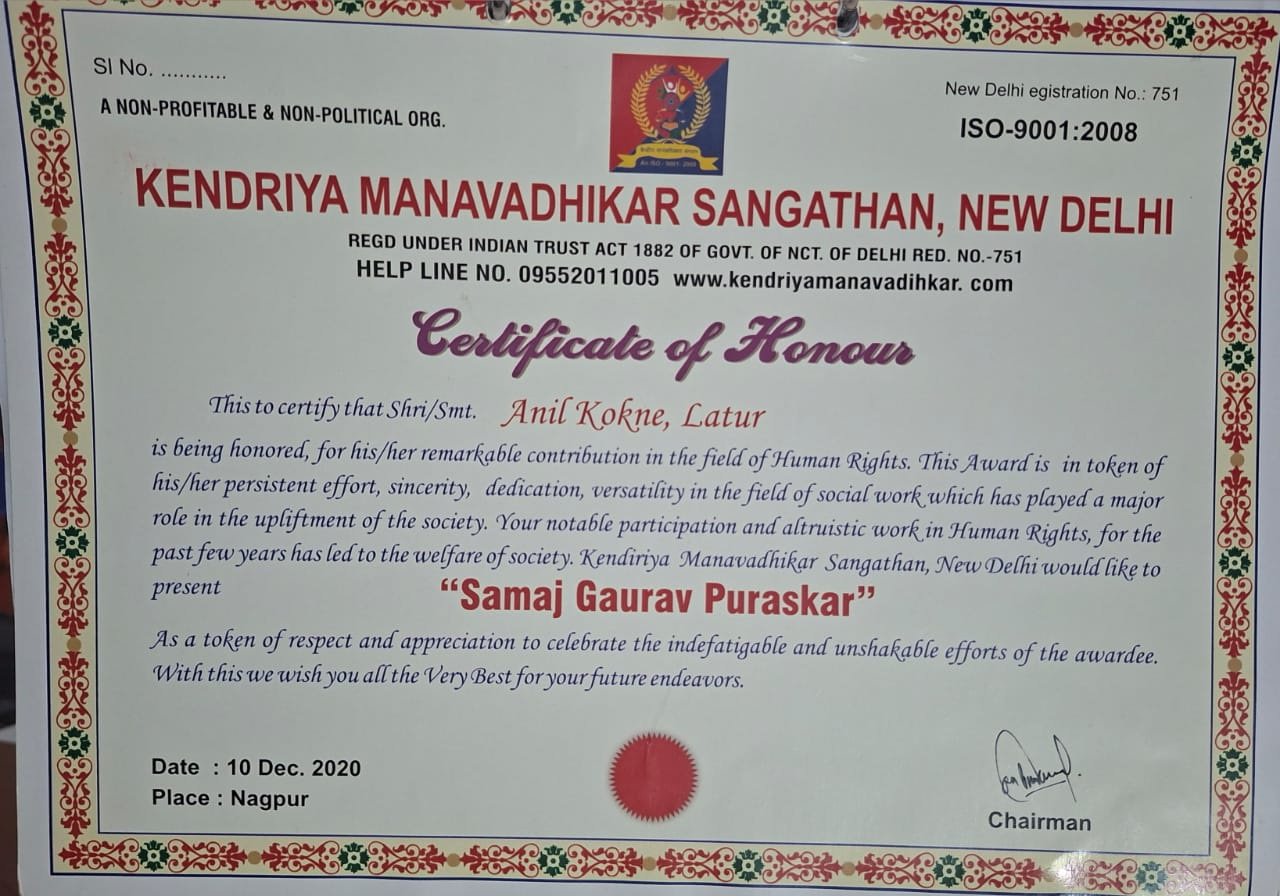 SI No. ...........
A NON-PROFITABLE & NON-POLITICAL ORG.
New Delhi egistration No.: 751
ISO-9001:2008
An ISO - 9001: 2008
KENDRIYA MANAVADHIKAR SANGATHAN, NEW DELHI
REGD UNDER INDIAN TRUST ACT 1882 OF GOVT. OF NCT. OF DELHI RED. NO.-751
HELP LINE NO. 09552011005 www.kendriyamanavadihkar. com
Certificate of Honour
This to certify that Shri/Smt. Anil Kokne, Latur
is being honored, for his/her remarkable contribution in the field of Human Rights. This Award is in token of
his/her persistent effort, sincerity, dedication, versatility in the field of social work which has played a major
role in the upliftment of the society. Your notable participation and altruistic work in Human Rights, for the
past few years has led to the welfare of society. Kendiriya Manavadhikar Sangathan, New Delhi would like to
present "Samaj Gaurav Puraskar"
As a token of respect and appreciation to celebrate the indefatigable and unshakable efforts of the awardee.
With this we wish you all the Very Best for your future endeavors.
Date : 10 Dec. 2020
Place : Nagpur
Chairman